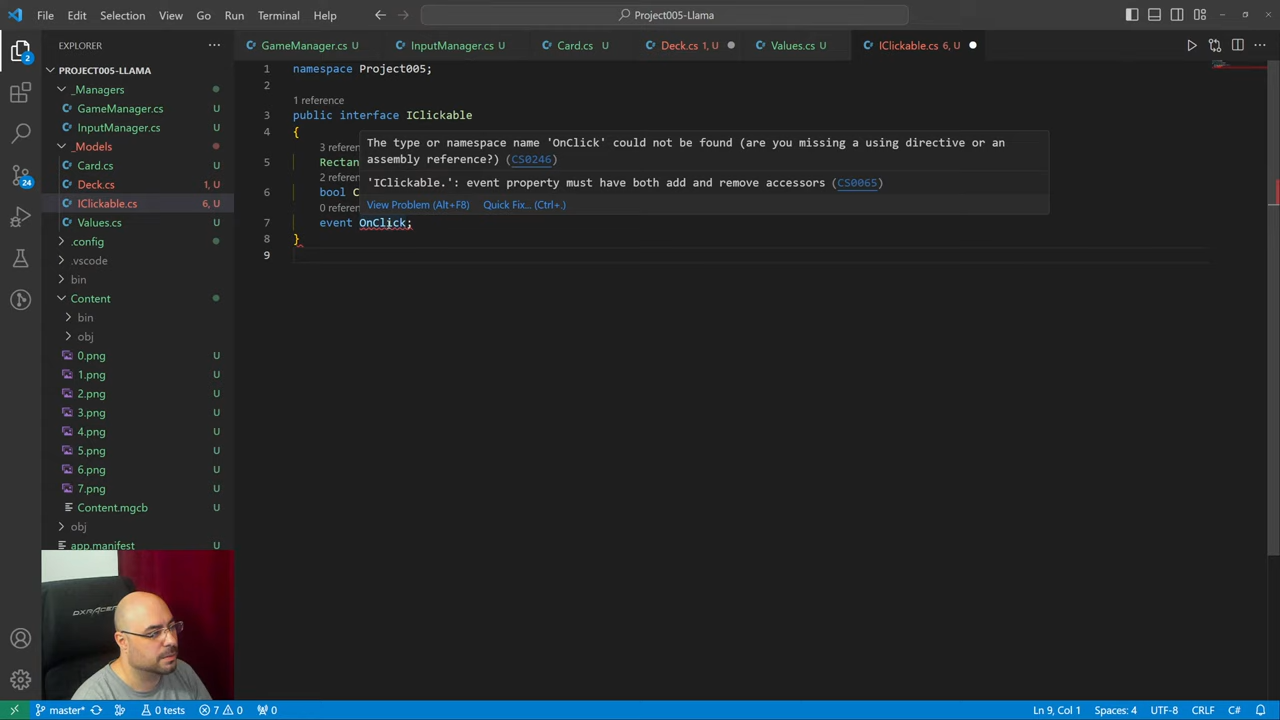 File Edit Selection View Go Run Terminal Help
Project005-Llama
EXPLORER
GameManager.cs U
InputManager.cs U
Card.cs U
Deck.cs 1, U
Values.cs U
IClickable.cs 6, U
PROJECT005-LLAMA
_Managers
GameManager.cs U
InputManager.cs U
_Models
Card.cs U
Deck.cs 1, U
IClickable.cs 6, U
Values.cs U
.config
.vscode
bin
Content
bin
obj
0.png U
1.png U
2.png U
3.png U
4.png U
5.png U
6.png U
7.png U
Content.mgcb U
obj
app.manifest U
2
24
1 namespace Project005;
2
1 reference
3 public interface IClickable
4 {
3 refere
5 Rectan
2 refere
6 bool C
0 referen
7 event OnClick;
8 }
9
The type or namespace name 'OnClick' could not be found (are you missing a using directive or an
assembly reference?) (CS0246)
'IClickable.': event property must have both add and remove accessors (CS0065)
View Problem (Alt+F8) Quick Fix... (Ctrl+.)
DXRACER
master* 0 tests 7 0 0
Ln 9, Col 1 Spaces: 4 UTF-8 CRLF C#